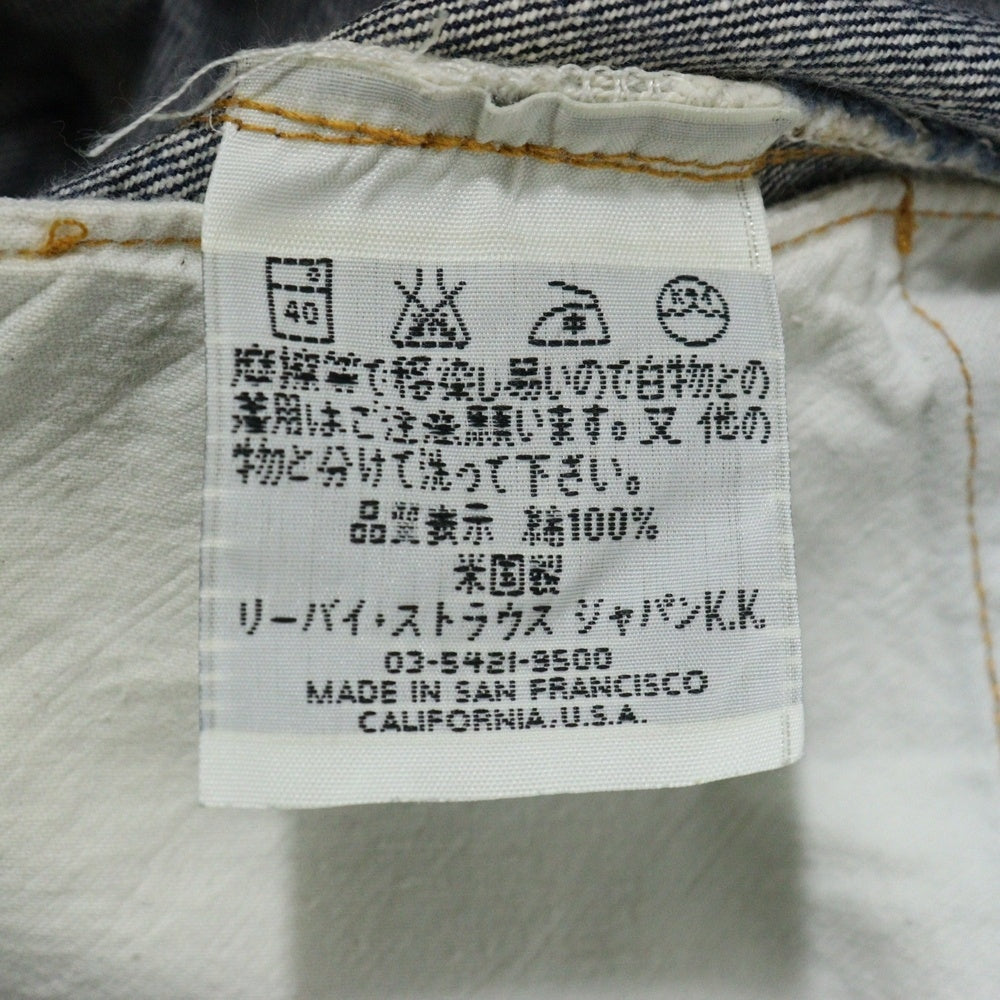 40
摩擦等で移染し易いので白物との
着用はご注意願います。又 他の
物と分けて洗って下さい。
品質表示 綿100%
米国製
リーバイ・ストラウス ジャパンK.K.
03-5421-9500
MADE IN SAN FRANCISCO
CALIFORNIA, U.S.A.